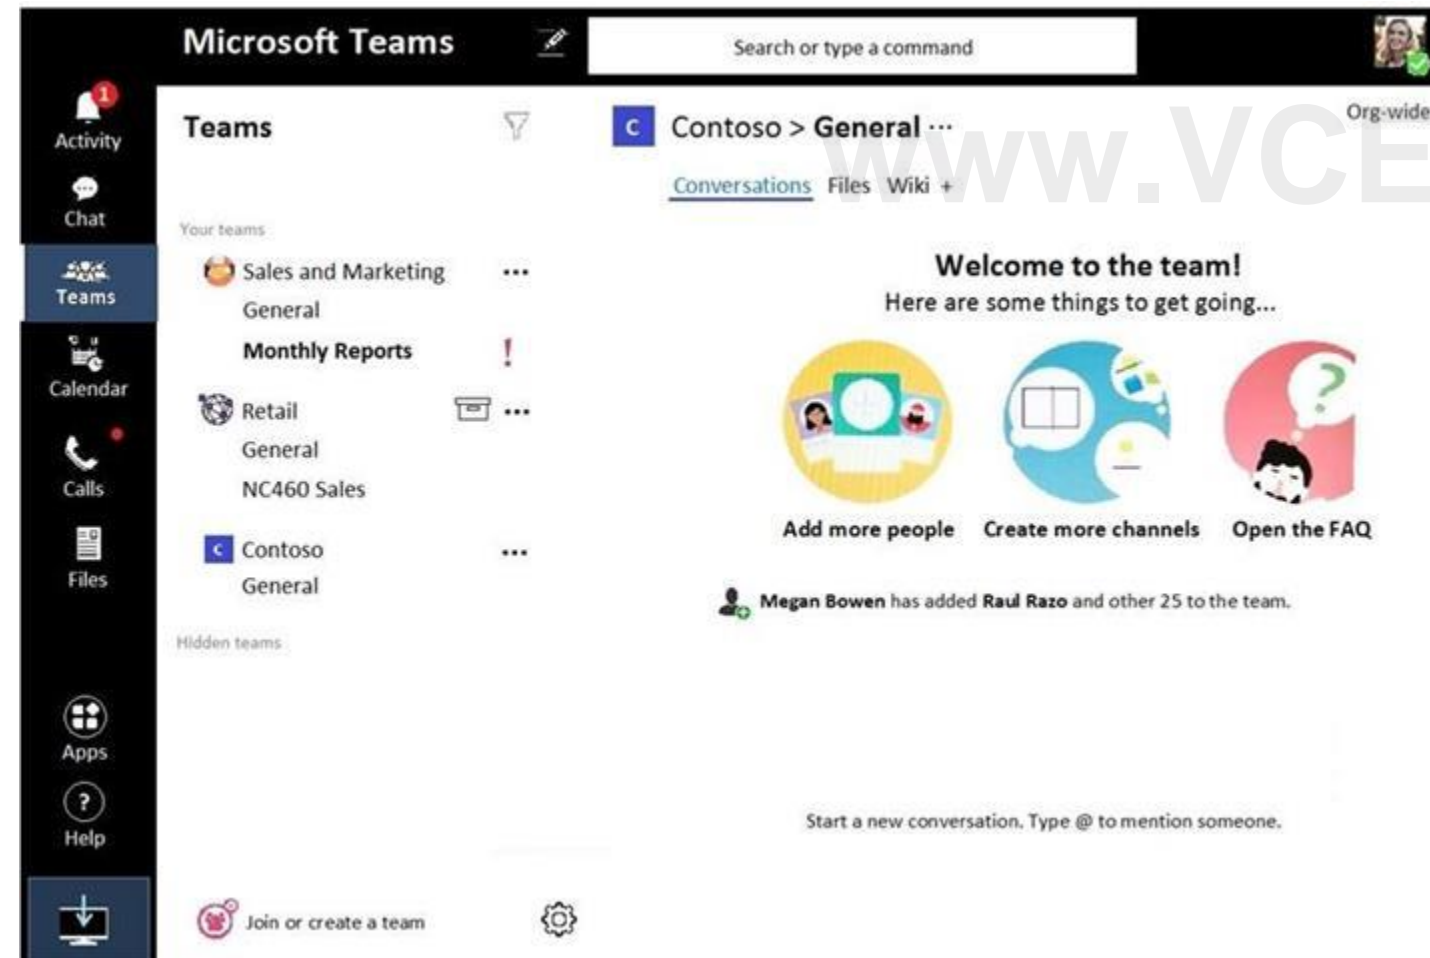 Microsoft Teams
Search or type a command
1
Activity
Chat
Teams
Calendar
Calls
Files
Apps
Help
Teams
Your teams
Sales and Marketing
General
Monthly Reports !
Retail
General
NC460 Sales
C Contoso
General
Hidden teams
Join or create a team
C Contoso > General ...
Org-wide
www.VCE
Conversations Files Wiki +
Welcome to the team!
Here are some things to get going...
Add more people Create more channels Open the FAQ
Megan Bowen has added Raul Razo and other 25 to the team.
Start a new conversation. Type @ to mention someone.